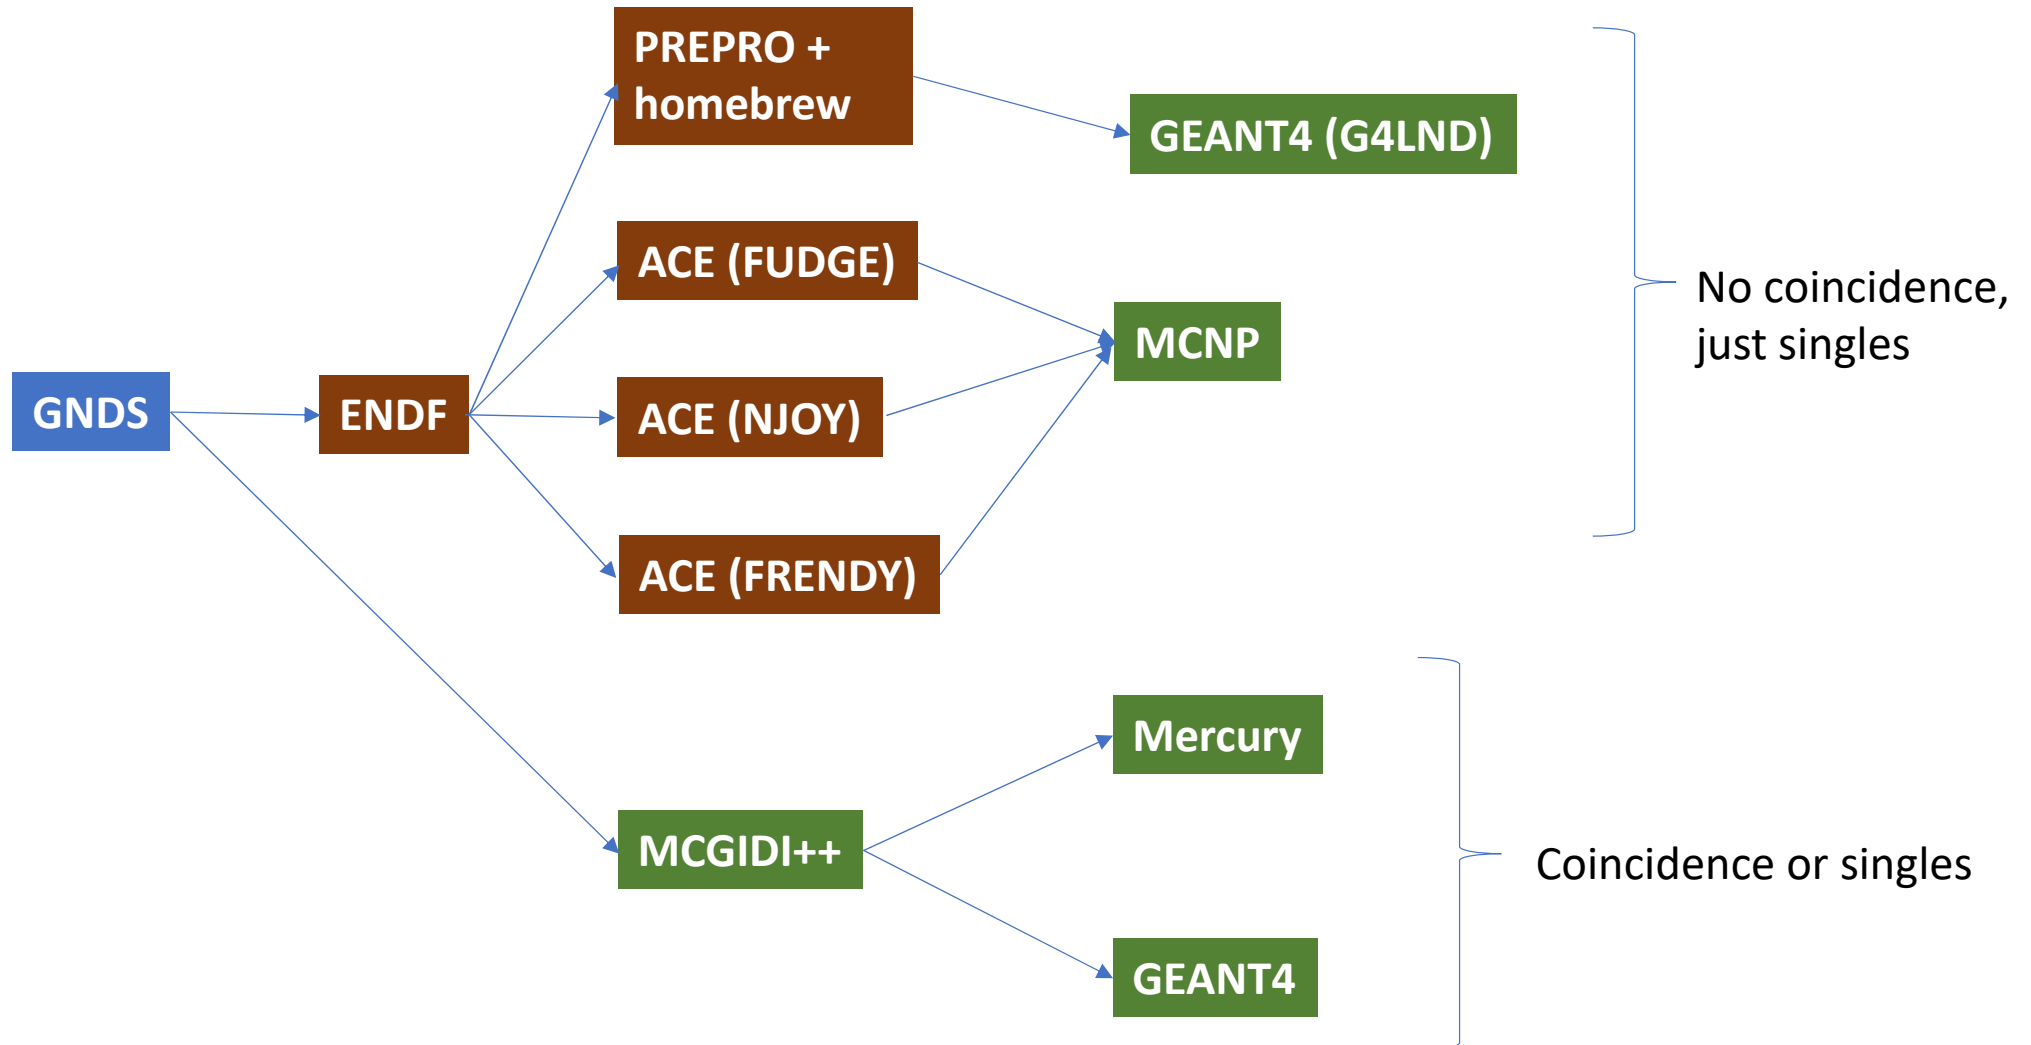 PREPRO +
homebrew
GEANT4 (G4LND)
ACE (FUDGE)
No coincidence,
just singles
MCNP
GNDS
ENDF
ACE (NJOY)
ACE (FRENDY)
Mercury
MCGIDI++
Coincidence or singles
GEANT4